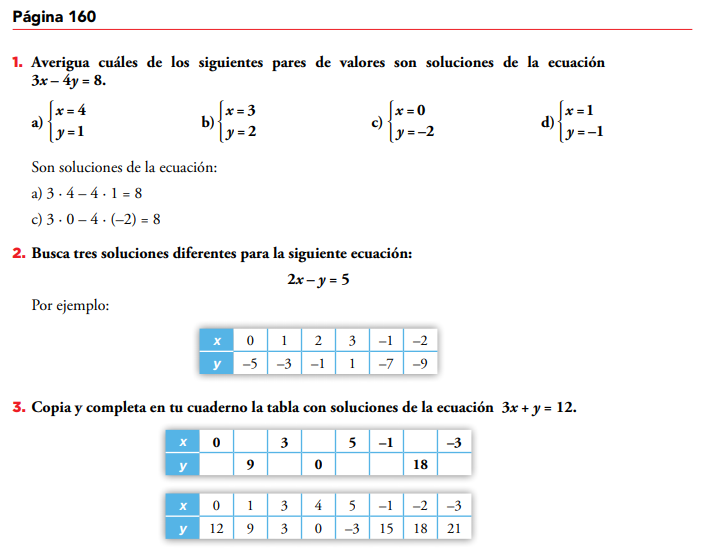 Página 160
1. Averigua cuáles de los siguientes pares de valores son soluciones de la ecuación
3x – 4y = 8.
a) { x = 4 b) { x = 3 c) { x = 0 d) { x = 1
y = 1 y = 2 y = –2 y = –1
Son soluciones de la ecuación:
a) 3 · 4 – 4 · 1 = 8
c) 3 · 0 – 4 · (–2) = 8
2. Busca tres soluciones diferentes para la siguiente ecuación:
2x – y = 5
Por ejemplo:
x 0 1 2 3 –1 –2
y –5 –3 –1 1 –7 –9
3. Copia y completa en tu cuaderno la tabla con soluciones de la ecuación 3x + y = 12.
x 0 3 5 –1 –3
y 9 0 18
x 0 1 3 4 5 –1 –2 –3
y 12 9 3 0 –3 15 18 21